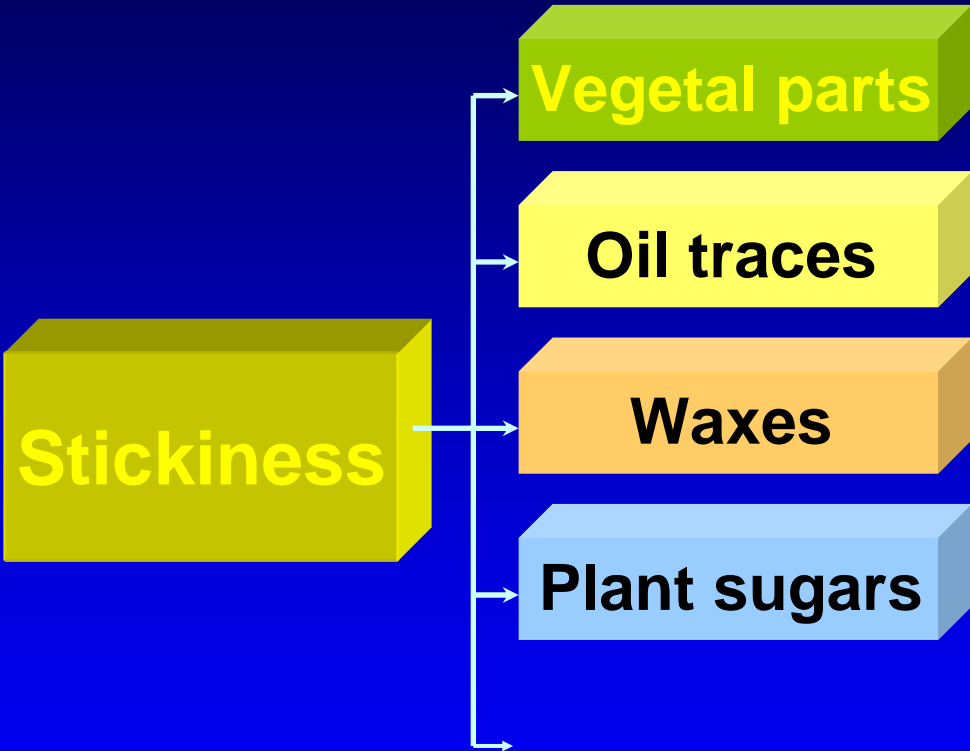 Vegetal parts
Oil traces
Waxes
Stickiness
Plant sugars